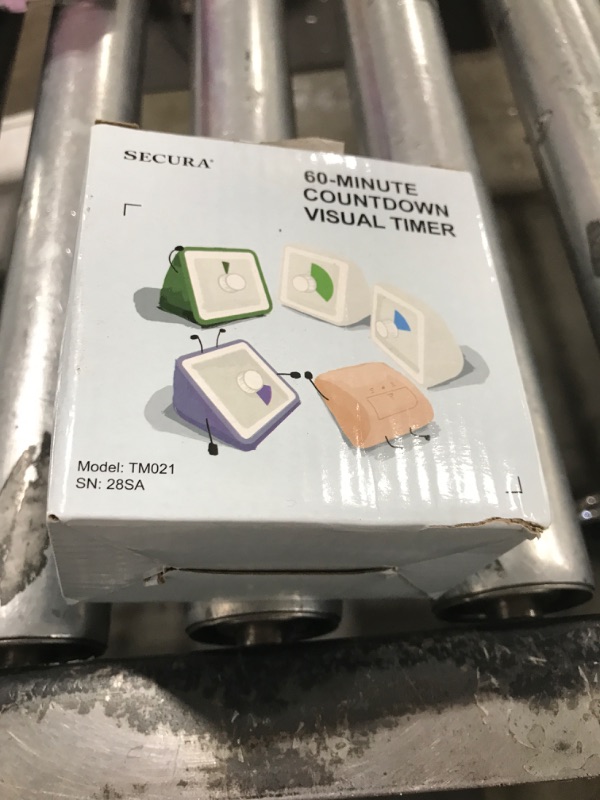 SECURA®
60-MINUTE
COUNTDOWN
VISUAL TIMER
Model: TM021
SN: 28SA